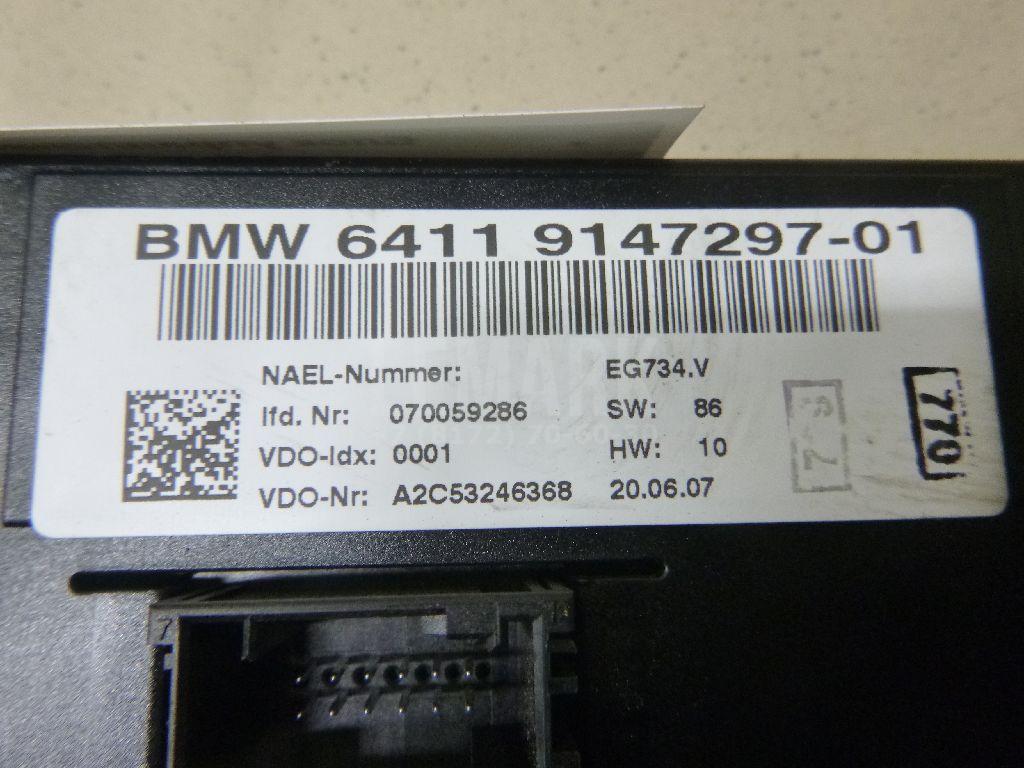 BMW 6411 9147297-01
NAEL-Nummer: EG734.V
lfd. Nr: 070059286 SW: 86
VDO-Idx: 0001 HW: 10
VDO-Nr: A2C53246368 20.06.07
770
7